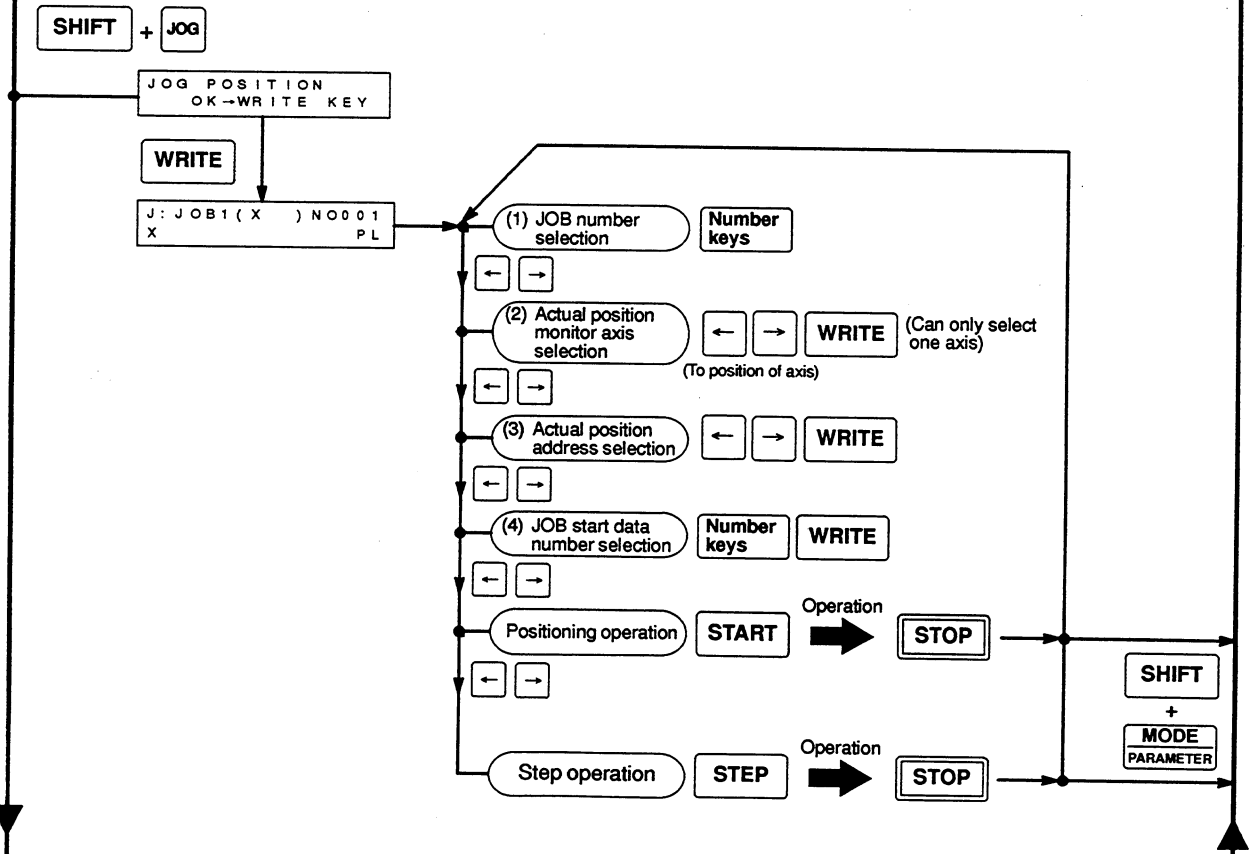 SHIFT + JOG
JOG POSITION
OK→WRITE KEY
WRITE
J: JOB1(X   )NO001
X   PL
(1) JOB number
selection
Number
keys
← →
(2) Actual position
monitor axis
selection
← → WRITE
(Can only select
one axis)
(To position of axis)
← →
(3) Actual position
address selection
← → WRITE
← →
(4) JOB start data
number selection
Number
keys
WRITE
← →
Positioning operation
START
Operation
STOP
← →
SHIFT
+
MODE
PARAMETER
Step operation
STEP
Operation
STOP